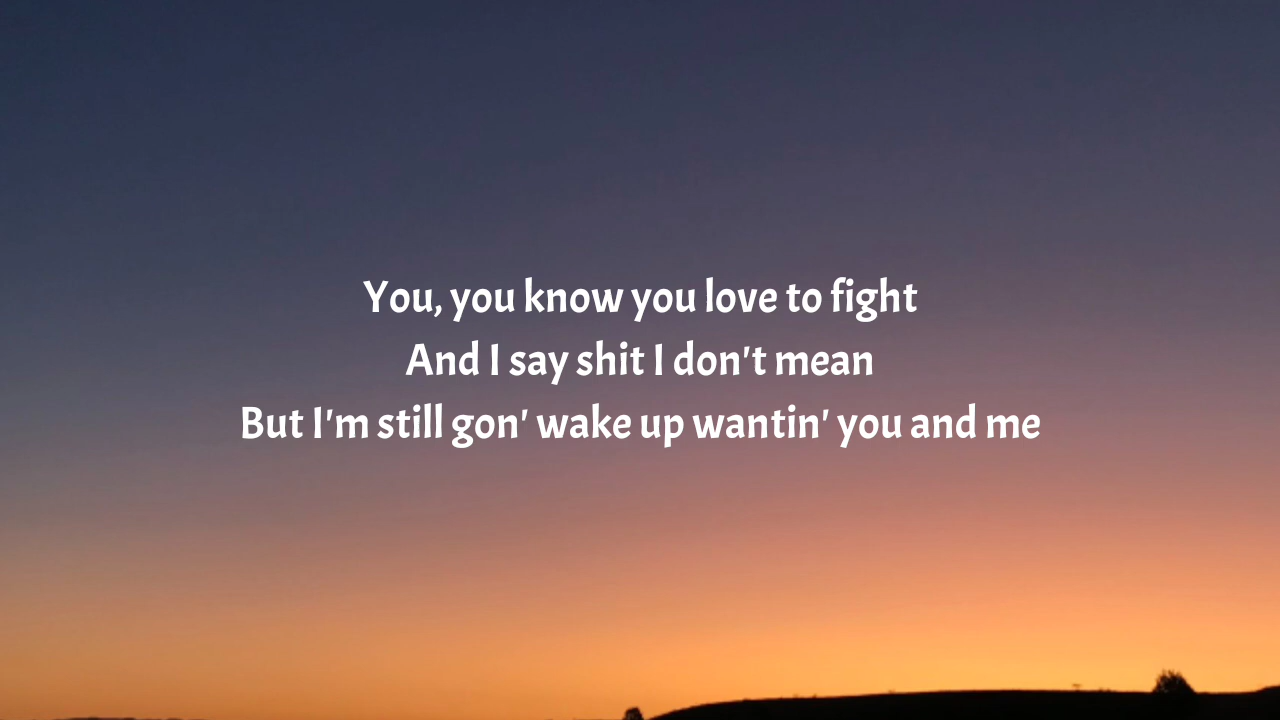 You, you know you love to fight
And I say shit I don't mean
But I'm still gon' wake up wantin' you and me